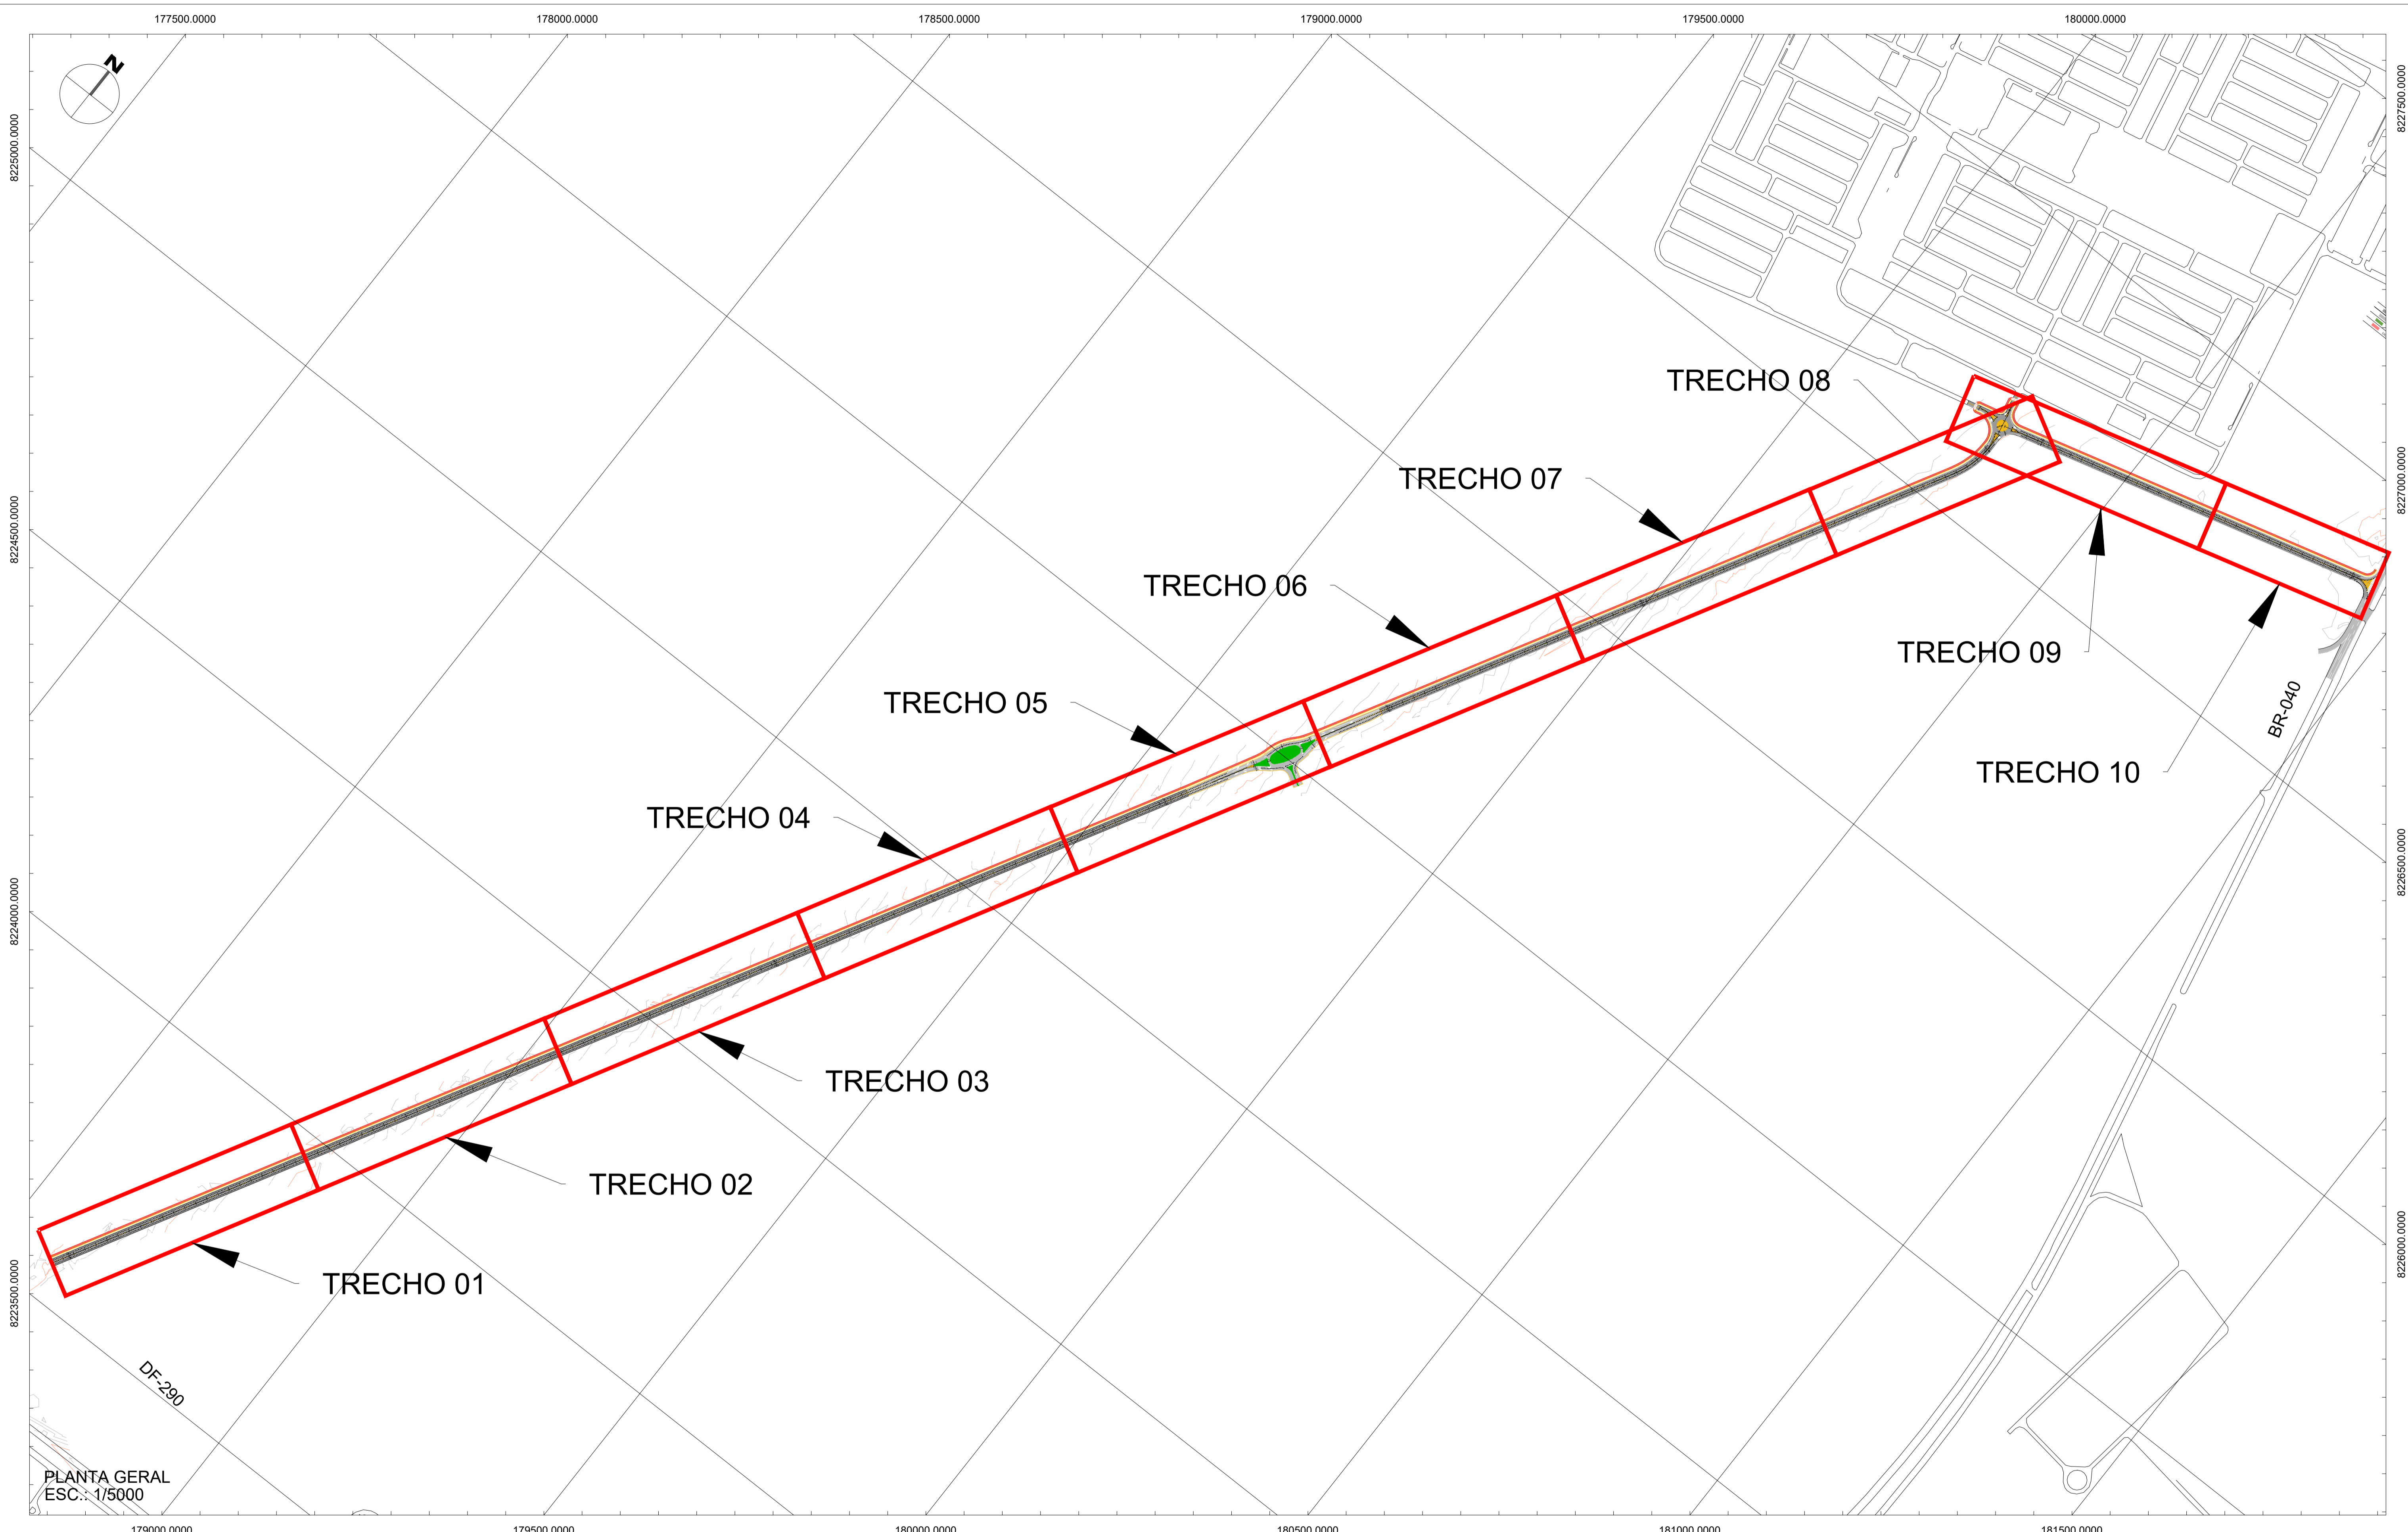 177500.0000
178000.0000
178500.0000
179000.0000
179500.0000
180000.0000
N
8225000.0000
8224500.0000
8224000.0000
8223500.0000
8227500.0000
8227000.0000
8226500.0000
8226000.0000
TRECHO 08
TRECHO 07
TRECHO 06
TRECHO 05
TRECHO 04
TRECHO 09
TRECHO 10
BR-040
TRECHO 03
TRECHO 02
TRECHO 01
DF-290
PLANTA GERAL
ESC.: 1/5000
179000.0000
179500.0000
180000.0000
180500.0000
181000.0000
181500.0000